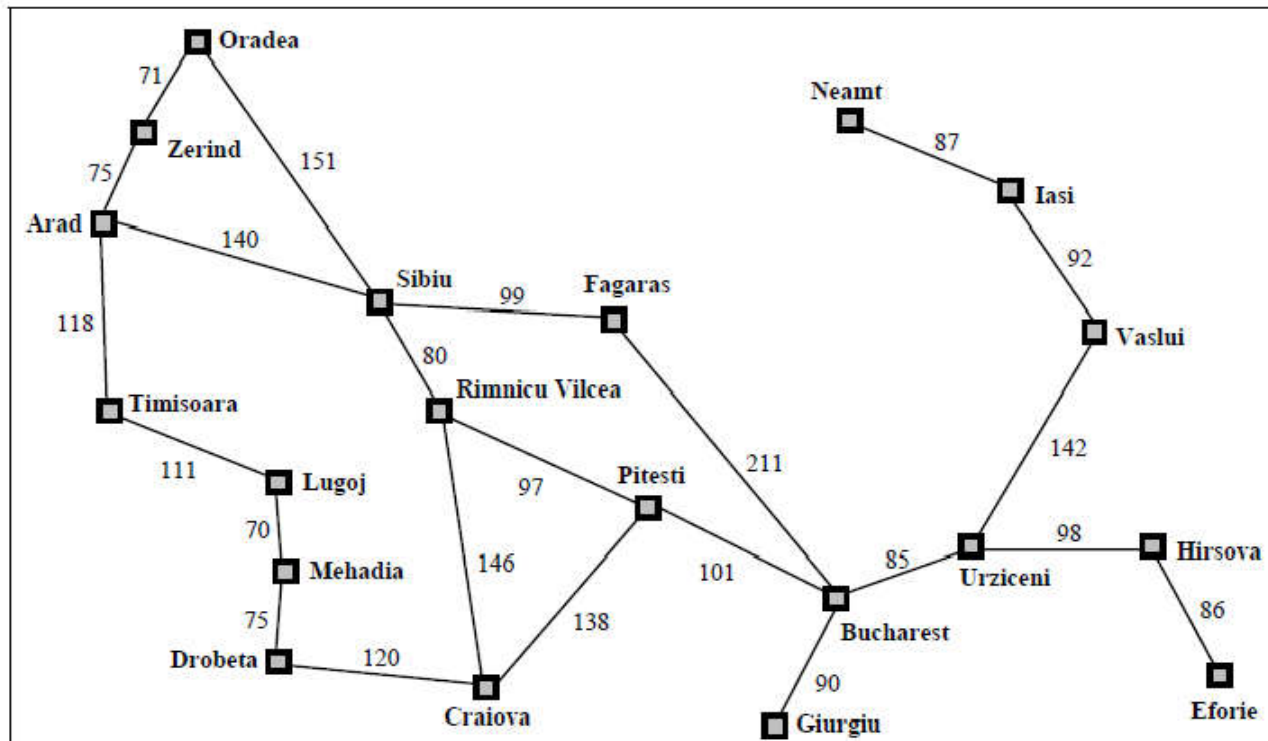 Oradea
71
Neamt
Zerind
87
75
151
Iasi
Arad
140
92
Sibiu
Fagaras
99
118
Vaslui
80
Timisoara
Rimnicu Vilcea
142
111
211
Lugoj
97
Pitesti
70
98
Hirsova
146
85
Mehadia
101
Urziceni
75
138
86
Bucharest
Drobeta
120
90
Craiova
Giurgiu
Eforie